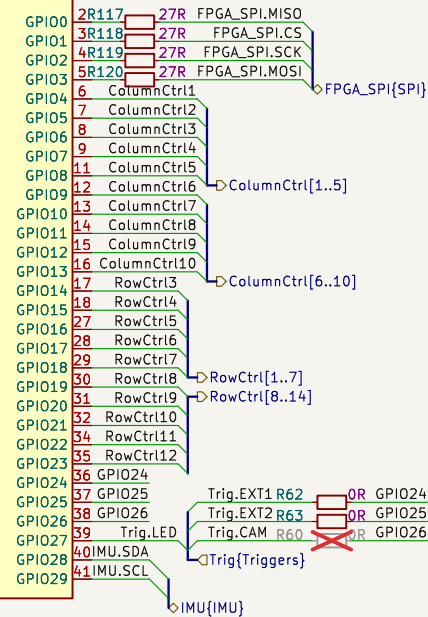 GPIO0 2 R117 27R FPGA_SPI.MISO
GPIO1 3 R118 27R FPGA_SPI.CS
GPIO2 4 R119 27R FPGA_SPI.SCK
GPIO3 5 R120 27R FPGA_SPI.MOSI
GPIO4 6 ColumnCtrl1 FPGA_SPI{SPI}
GPIO5 7 ColumnCtrl2
GPIO6 8 ColumnCtrl3
GPIO7 9 ColumnCtrl4
GPIO8 11 ColumnCtrl5 ColumnCtrl[1..5]
GPIO9 12 ColumnCtrl6
GPIO10 13 ColumnCtrl7
GPIO11 14 ColumnCtrl8
GPIO12 15 ColumnCtrl9
GPIO13 16 ColumnCtrl10 ColumnCtrl[6..10]
GPIO14 17 RowCtrl3
GPIO15 18 RowCtrl4
GPIO16 27 RowCtrl5
GPIO17 28 RowCtrl6
GPIO18 29 RowCtrl7 RowCtrl[1..7]
GPIO19 30 RowCtrl8 RowCtrl[8..14]
GPIO20 31 RowCtrl9
GPIO21 32 RowCtrl10
GPIO22 34 RowCtrl11
GPIO23 35 RowCtrl12
GPIO24 36 GPIO24
GPIO25 37 GPIO25 Trig.EXT1 R62 0R GPIO24
GPIO26 38 GPIO26 Trig.EXT2 R63 0R GPIO25
GPIO27 39 Trig.LED Trig.CAM R60 0R GPIO26
GPIO28 40 IMU.SDA Trig{Triggers}
GPIO29 41 IMU.SCL
IMU{IMU}